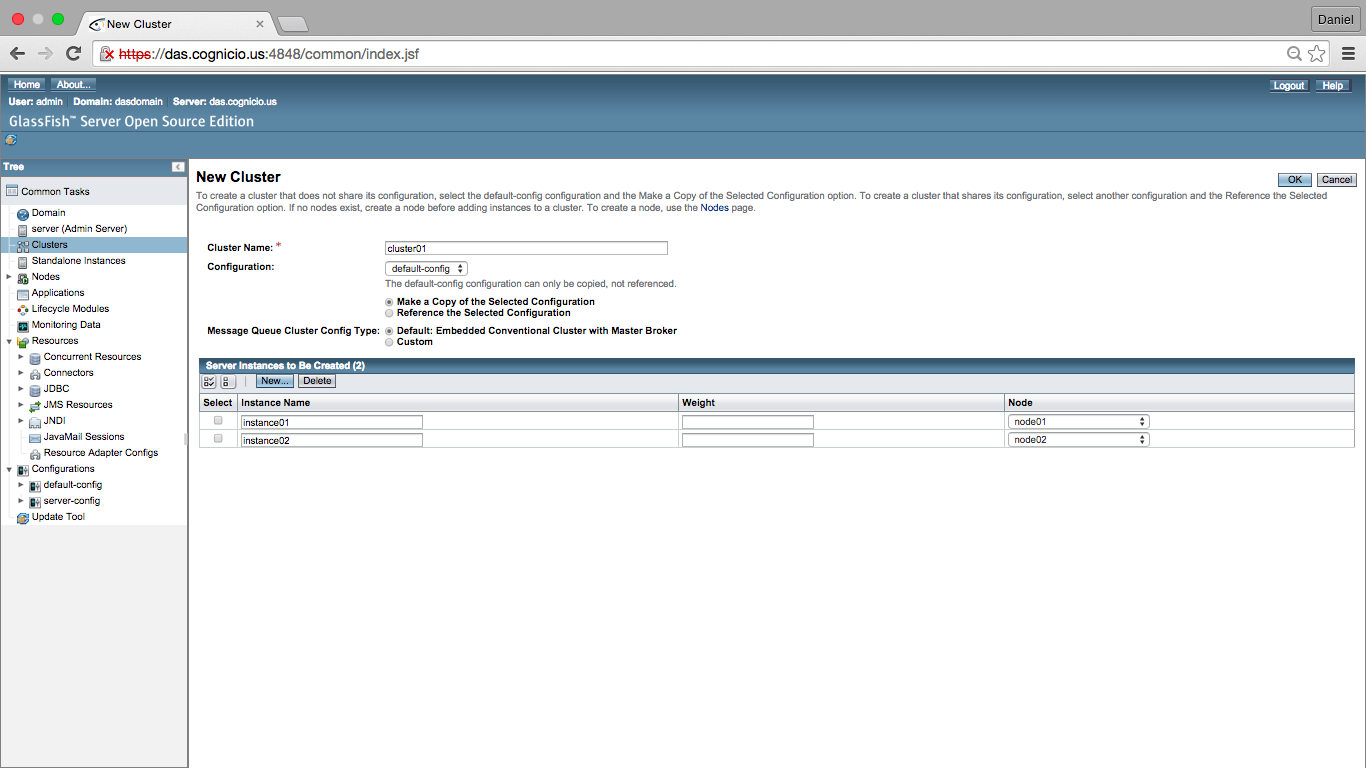 New Cluster
Daniel
https://das.cognicio.us:4848/common/index.jsf
Home About... Logout Help
User: admin Domain: dasdomain Server: das.cognicio.us
GlassFish™ Server Open Source Edition
Tree
Common Tasks
Domain
server (Admin Server)
Clusters
Standalone Instances
Nodes
Applications
Lifecycle Modules
Monitoring Data
Resources
Concurrent Resources
Connectors
JDBC
JMS Resources
JNDI
JavaMail Sessions
Resource Adapter Configs
Configurations
default-config
server-config
Update Tool
New Cluster
OK Cancel
To create a cluster that does not share its configuration, select the default-config configuration and the Make a Copy of the Selected Configuration option. To create a cluster that shares its configuration, select another configuration and the Reference the Selected
Configuration option. If no nodes exist, create a node before adding instances to a cluster. To create a node, use the Nodes page.
Cluster Name: * cluster01
Configuration: default-config
The default-config configuration can only be copied, not referenced.
Make a Copy of the Selected Configuration
Reference the Selected Configuration
Message Queue Cluster Config Type: Default: Embedded Conventional Cluster with Master Broker
Custom
Server Instances to Be Created (2)
New... Delete
Select Instance Name Weight Node
instance01 node01
instance02 node02